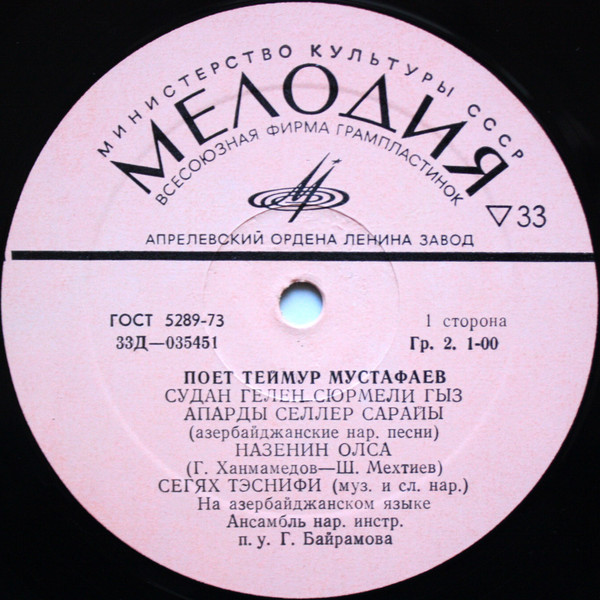 МИНИСТЕРСТВО КУЛЬТУРЫ СССР
МЕЛОДИЯ
ВСЕСОЮЗНАЯ ФИРМА ГРАМПЛАСТИНОК
▽33
АПРЕЛЕВСКИЙ ОРДЕНА ЛЕНИНА ЗАВОД
ГОСТ 5289-73 1 сторона
33Д—035451 Гр. 2. 1-00
ПОЕТ ТЕЙМУР МУСТАФАЕВ
СУДАН ГЕЛЕН СЮРМЕЛИ ГЫЗ
АПАРДЫ СЕЛЛЕР САРАЙЫ
(азербайджанские нар. песни)
НАЗЕНИН ОЛСА
(Г. Ханмамедов—Ш. Мехтиев)
СЕГЯХ ТЭСНИФИ (муз. и сл. нар.)
На азербайджанском языке
Ансамбль нар. инстр.
п. у. Г. Байрамова